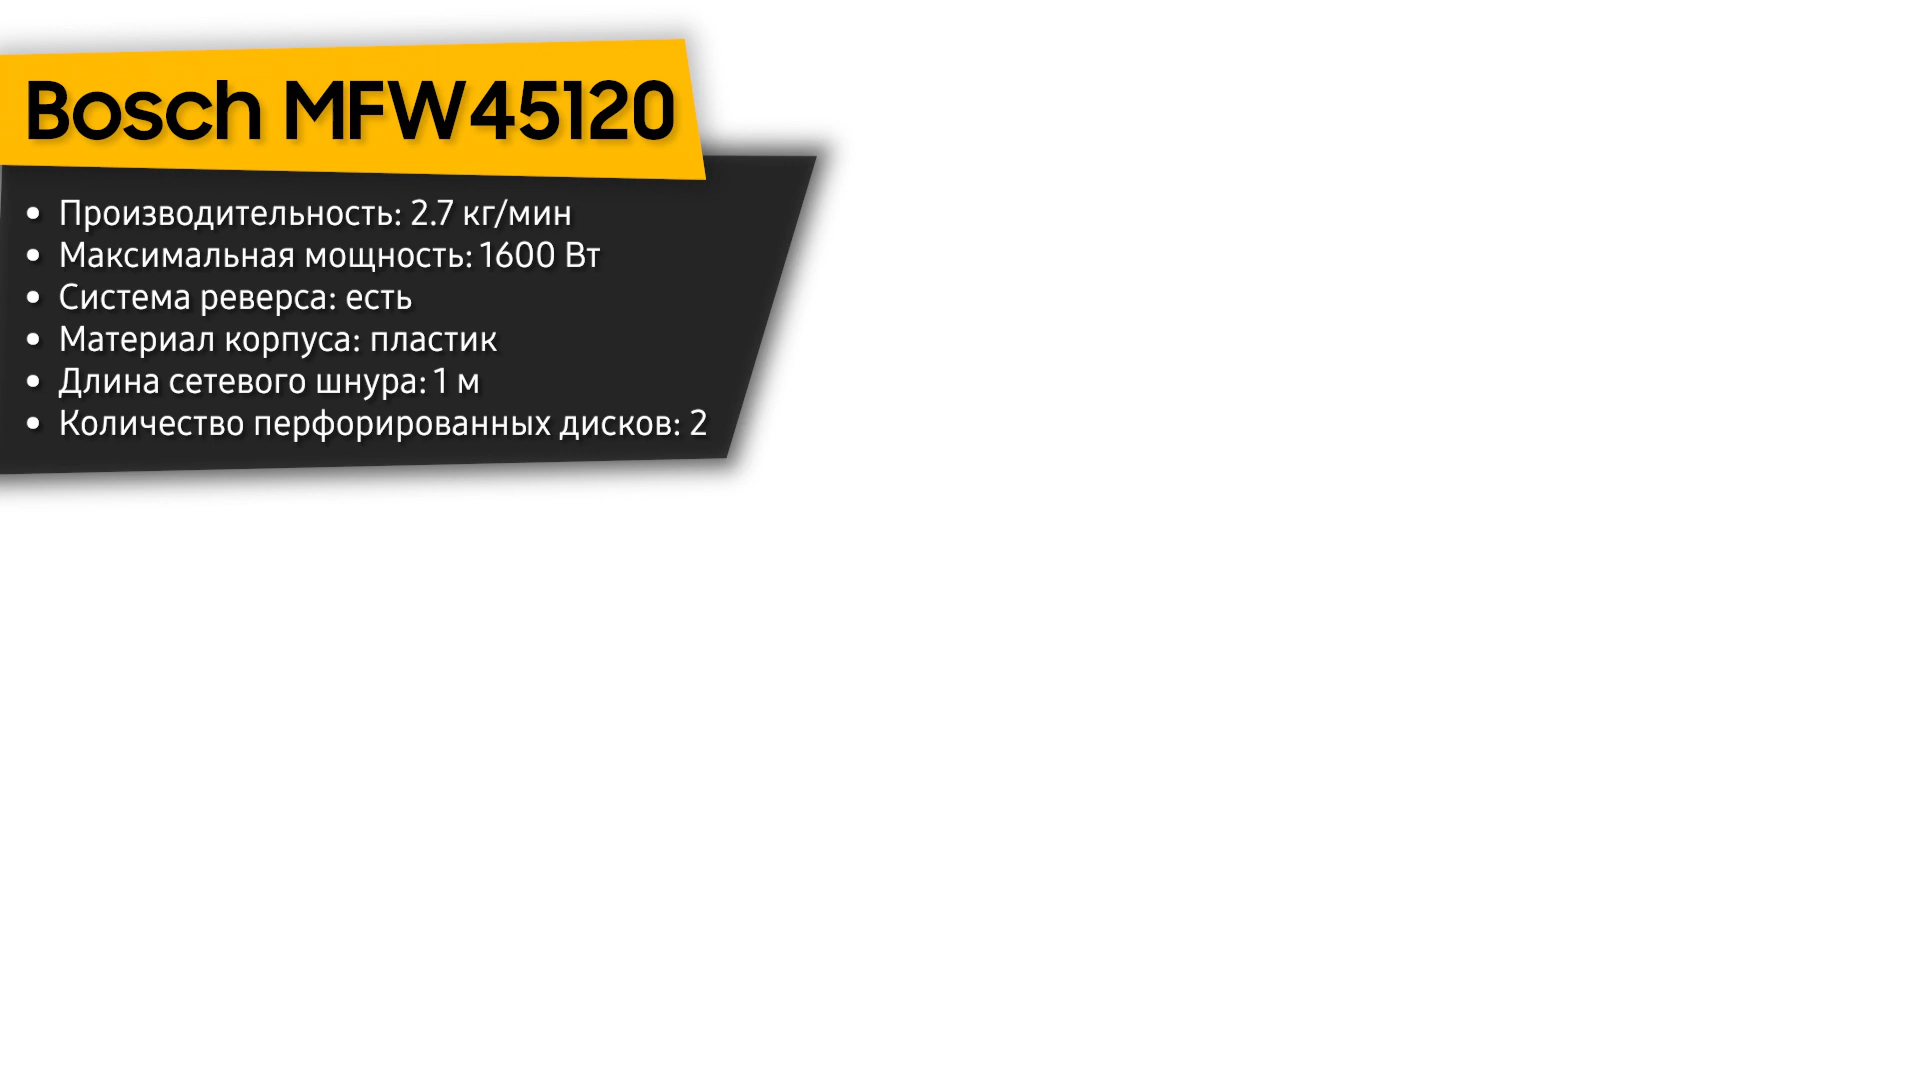 Bosch MFW45120
• Производительность: 2.7 кг/мин
• Максимальная мощность: 1600 Вт
• Система реверса: есть
• Материал корпуса: пластик
• Длина сетевого шнура: 1 м
• Количество перфорированных дисков: 2